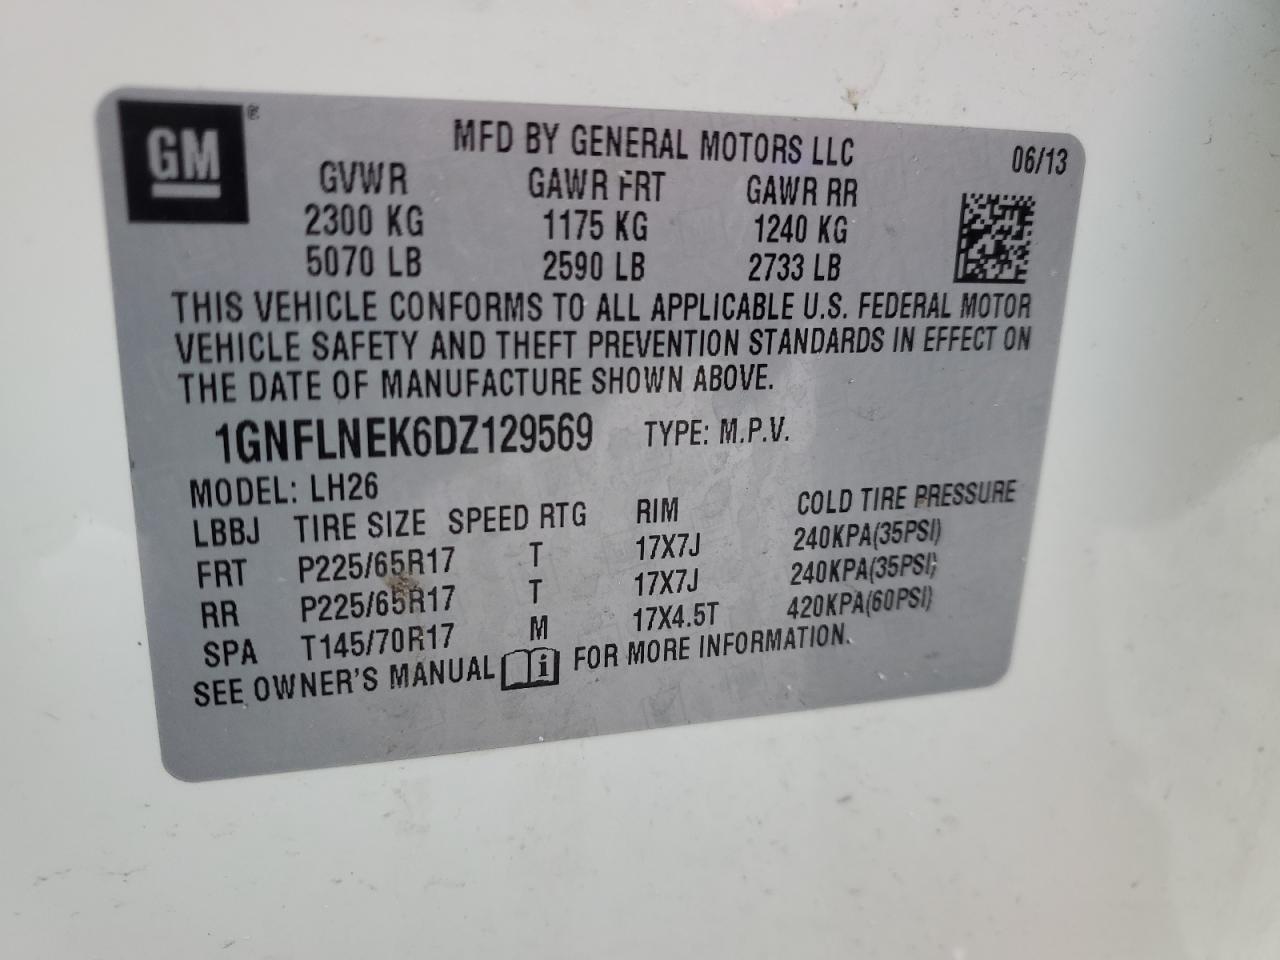 GM ®
MFD BY GENERAL MOTORS LLC 06/13
GVWR GAWR FRT GAWR RR
2300 KG 1175 KG 1240 KG
5070 LB 2590 LB 2733 LB
THIS VEHICLE CONFORMS TO ALL APPLICABLE U.S. FEDERAL MOTOR
VEHICLE SAFETY AND THEFT PREVENTION STANDARDS IN EFFECT ON
THE DATE OF MANUFACTURE SHOWN ABOVE.
1GNFLNEK6DZ129569 TYPE: M.P.V.
MODEL: LH26
LBBJ TIRE SIZE SPEED RTG RIM COLD TIRE PRESSURE
FRT P225/65R17 T 17X7J 240KPA(35PSI)
RR P225/65R17 T 17X7J 240KPA(35PSI)
SPA T145/70R17 M 17X4.5T 420KPA(60PSI)
SEE OWNER'S MANUAL i FOR MORE INFORMATION.